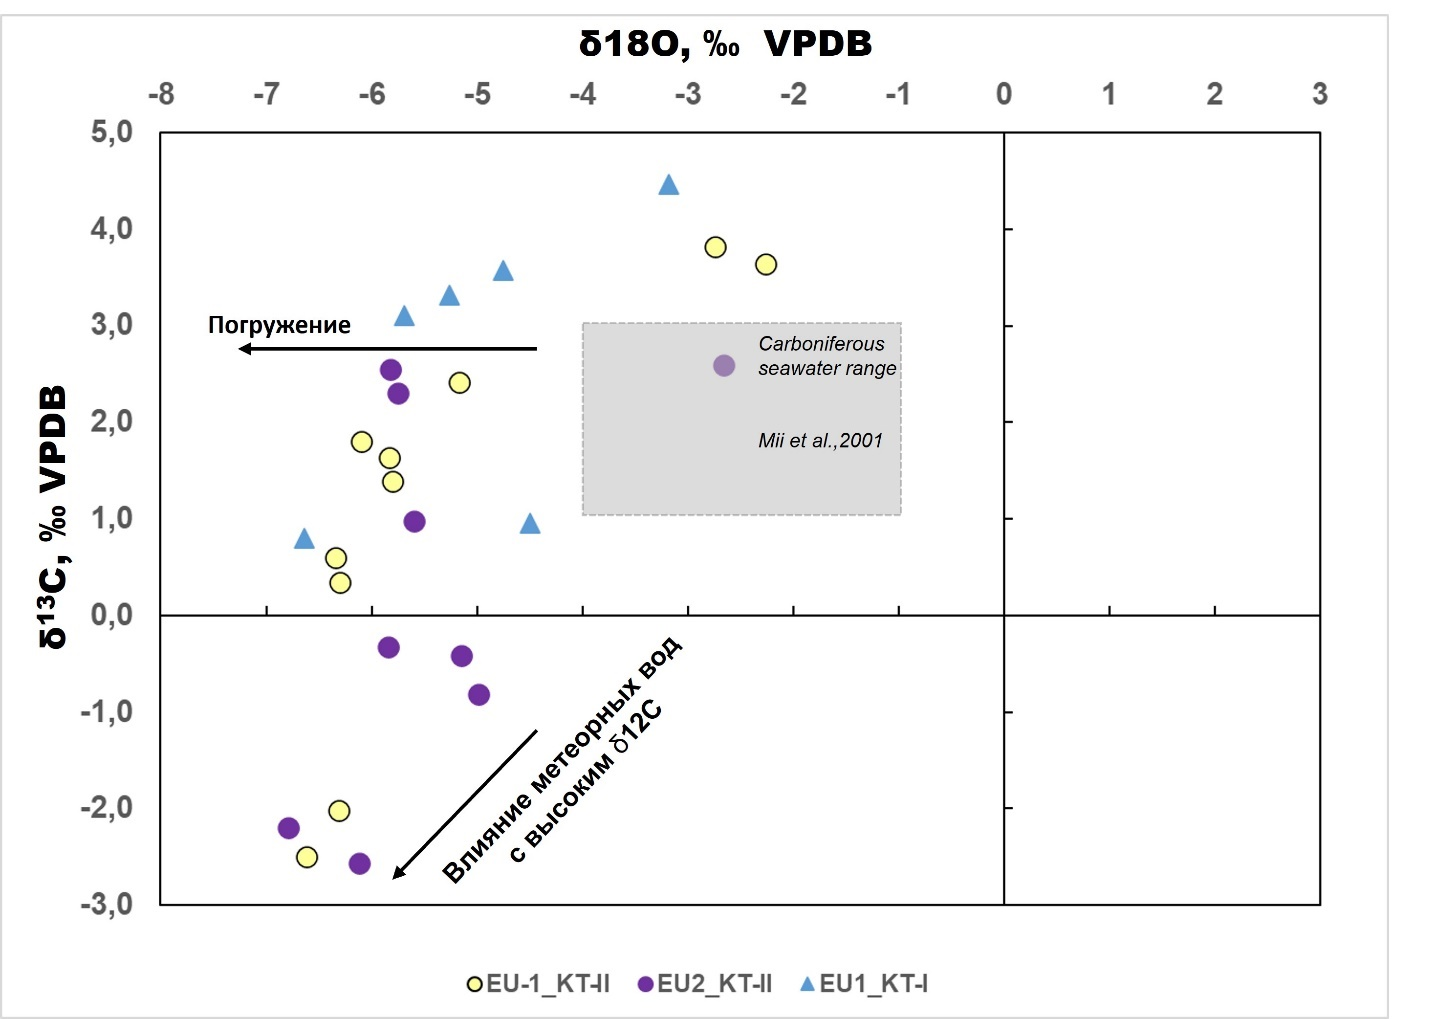 δ18O, ‰ VPDB
-8 -7 -6 -5 -4 -3 -2 -1 0 1 2 3
5,0
4,0
3,0
2,0
1,0
0,0
-1,0
-2,0
-3,0
δ¹³C, ‰ VPDB
Погружение
Carboniferous
seawater range
Mii et al.,2001
Влияние метеорных вод
с высоким δ12C
EU-1_KT-II EU2_KT-II EU1_KT-I